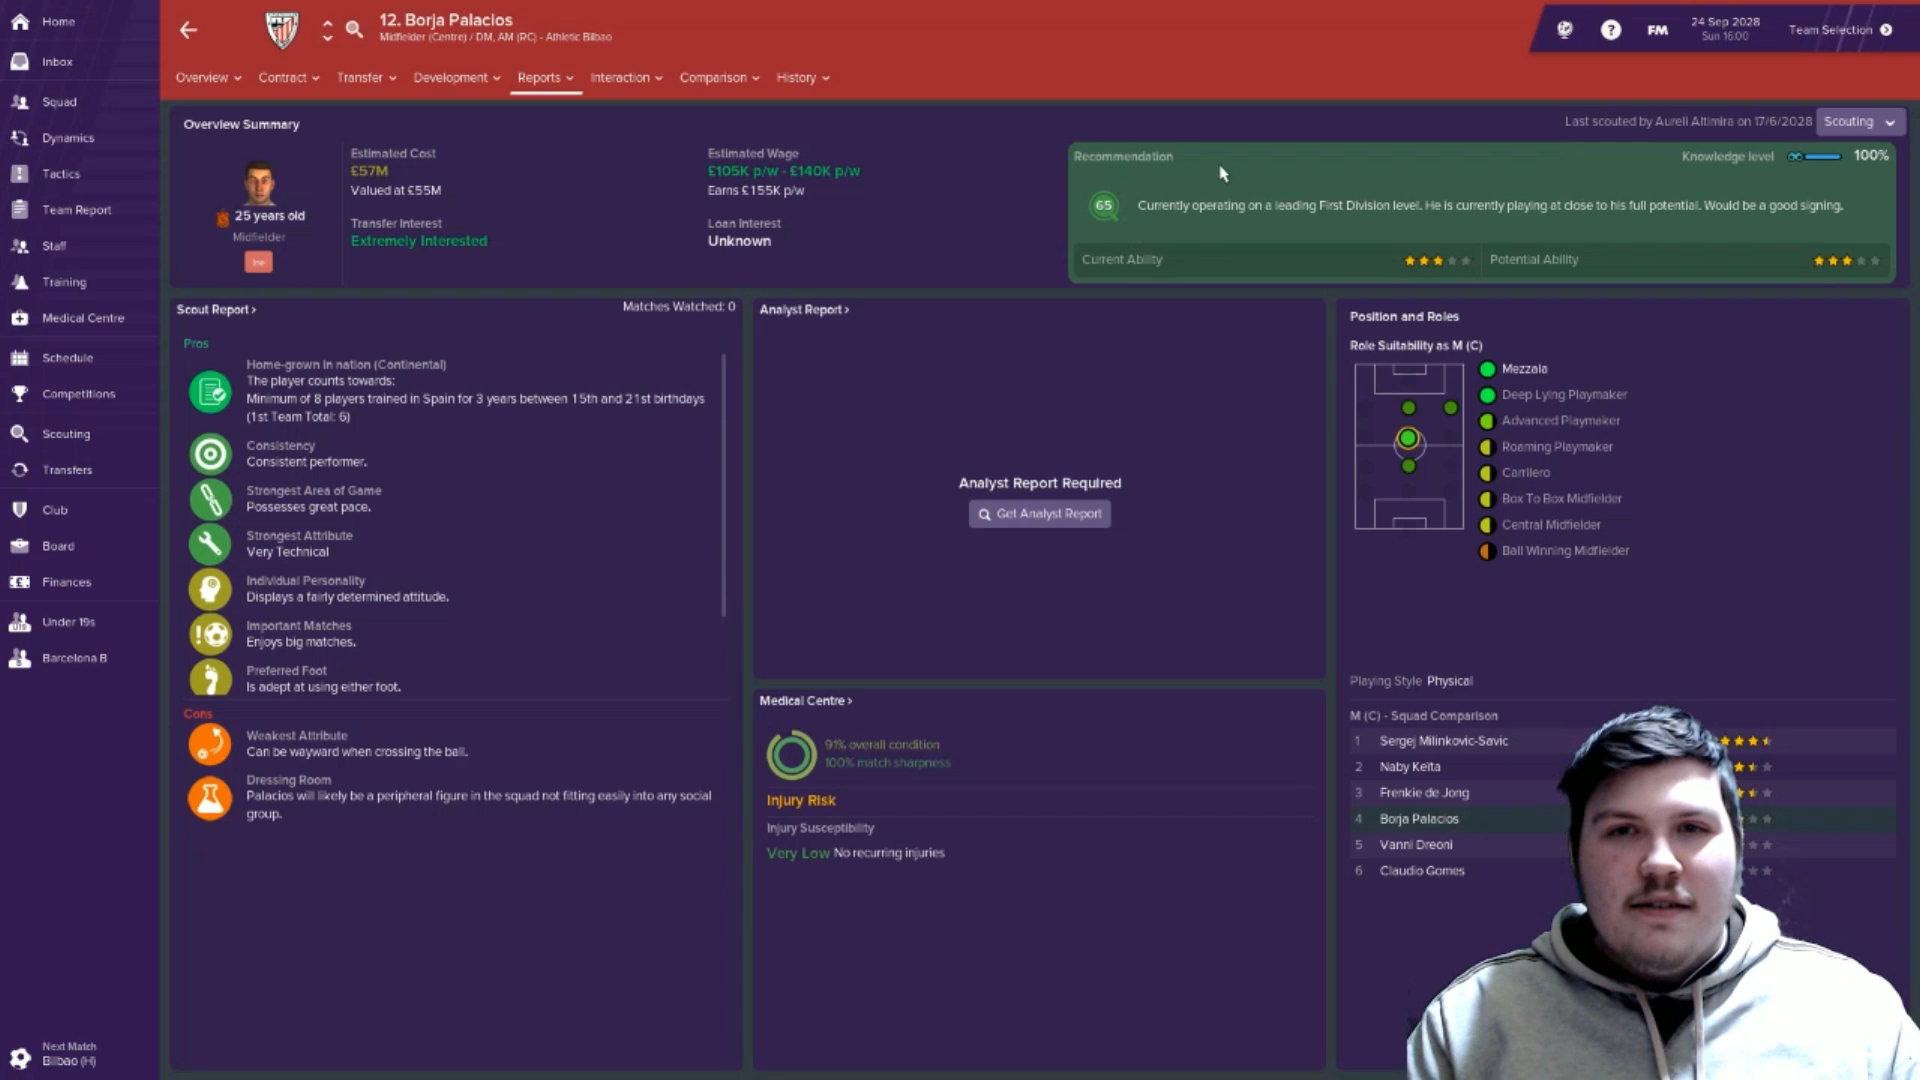 Home
Inbox
Squad
Dynamics
Tactics
Team Report
Staff
Training
Medical Centre
Schedule
Competitions
Scouting
Transfers
Club
Board
Finances
Under 19s
Barcelona B
Next Match
Bilbao (H)
12. Borja Palacios
Midfielder (Centre) / DM, AM (RC) - Athletic Bilbao
FM
24 Sep 2028
Sun 16:00
Team Selection
Overview
Contract
Transfer
Development
Reports
Interaction
Comparison
History
Overview Summary
Last scouted by Aureli Altimira on 17/6/2028
Scouting
25 years old
Midfielder
Ine
Estimated Cost
£57M
Valued at £55M
Transfer Interest
Extremely Interested
Estimated Wage
£105K p/w - £140K p/w
Earns £155K p/w
Loan Interest
Unknown
Recommendation
Knowledge level 100%
65
Currently operating on a leading First Division level. He is currently playing at close to his full potential. Would be a good signing.
Current Ability
Potential Ability
Scout Report >
Matches Watched: 0
Pros
Home-grown in nation (Continental)
The player counts towards:
Minimum of 8 players trained in Spain for 3 years between 15th and 21st birthdays
(1st Team Total: 6)
Consistency
Consistent performer.
Strongest Area of Game
Possesses great pace.
Strongest Attribute
Very Technical
Individual Personality
Displays a fairly determined attitude.
Important Matches
Enjoys big matches.
Preferred Foot
Is adept at using either foot.
Cons
Weakest Attribute
Can be wayward when crossing the ball.
Dressing Room
Palacios will likely be a peripheral figure in the squad not fitting easily into any social
group.
Analyst Report >
Analyst Report Required
Get Analyst Report
Medical Centre >
91% overall condition
100% match sharpness
Injury Risk
Injury Susceptibility
Very Low No recurring injuries
Position and Roles
Role Suitability as M (C)
Mezzala
Deep Lying Playmaker
Advanced Playmaker
Roaming Playmaker
Carrilero
Box To Box Midfielder
Central Midfielder
Ball Winning Midfielder
Playing Style Physical
M (C) - Squad Comparison
1 Sergej Milinkovic-Savic
2 Naby Keïta
3 Frenkie de Jong
4 Borja Palacios
5 Vanni Dreoni
6 Claudio Gomes